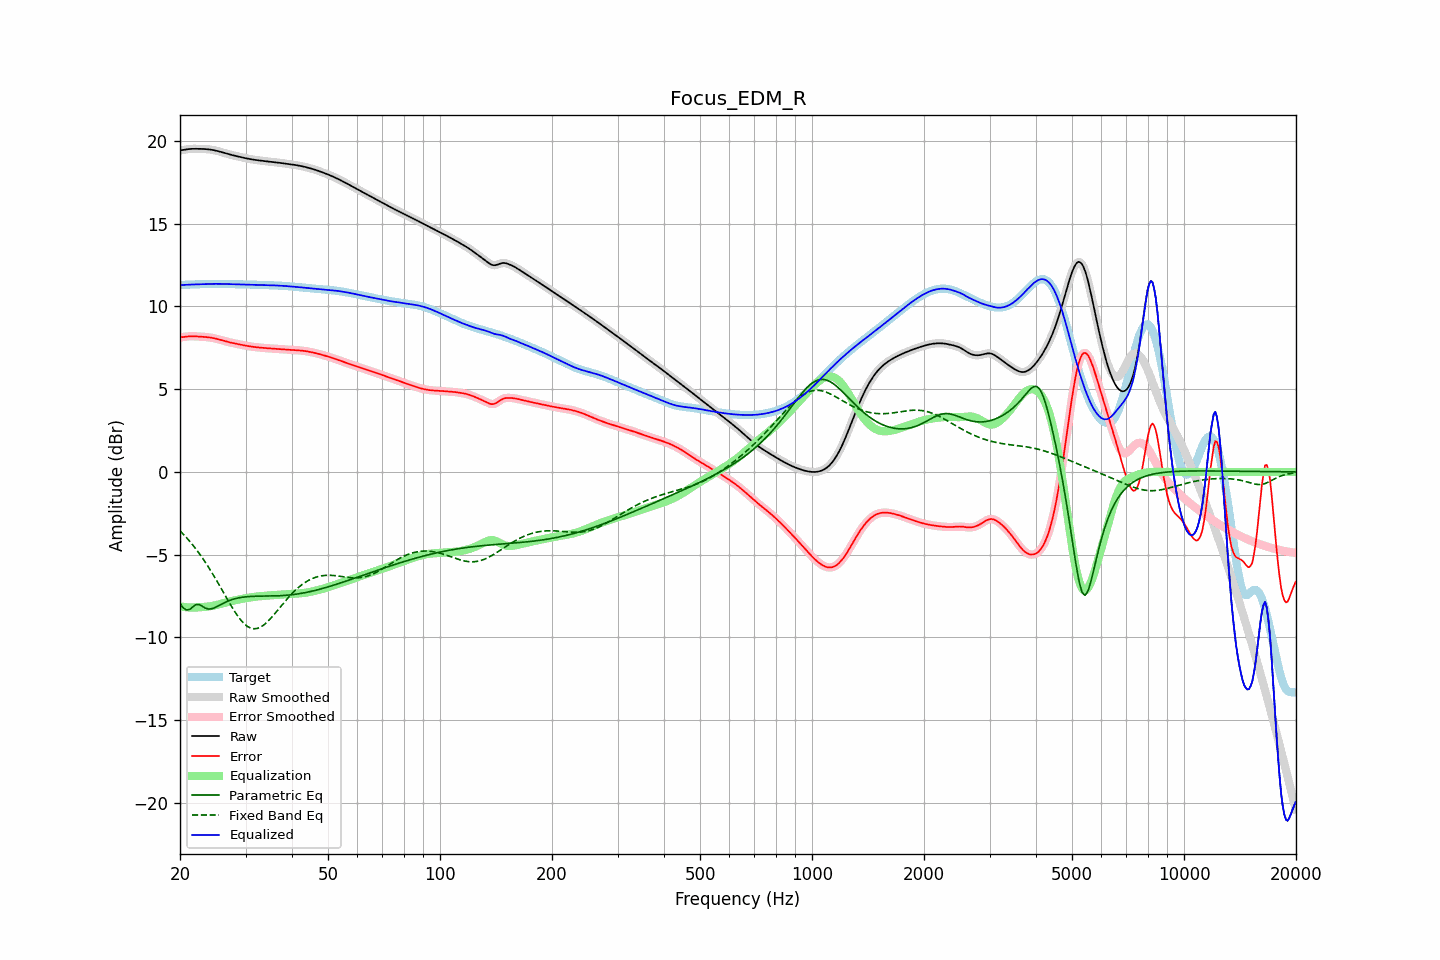 Focus_EDM_R
Amplitude (dBr)
20
15
10
5
0
−5
−10
−15
−20
Target
Raw Smoothed
Error Smoothed
Raw
Error
Equalization
Parametric Eq
Fixed Band Eq
Equalized
20 50 100 200 500 1000 2000 5000 10000 20000
Frequency (Hz)